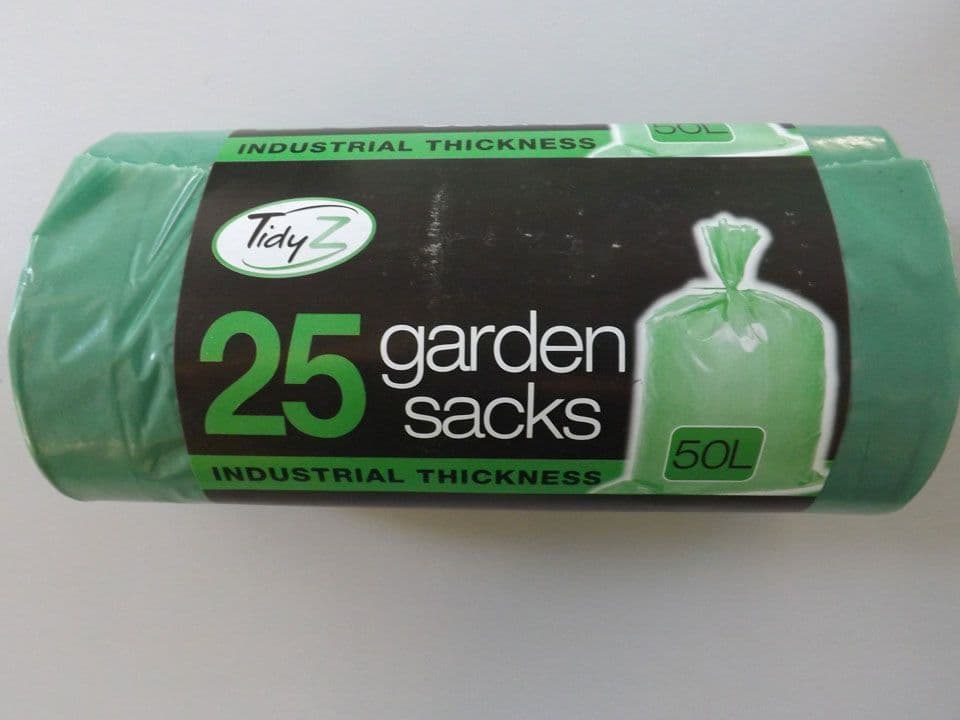 INDUSTRIAL THICKNESS
50L
TidyZ
25 garden
sacks
50L
INDUSTRIAL THICKNESS